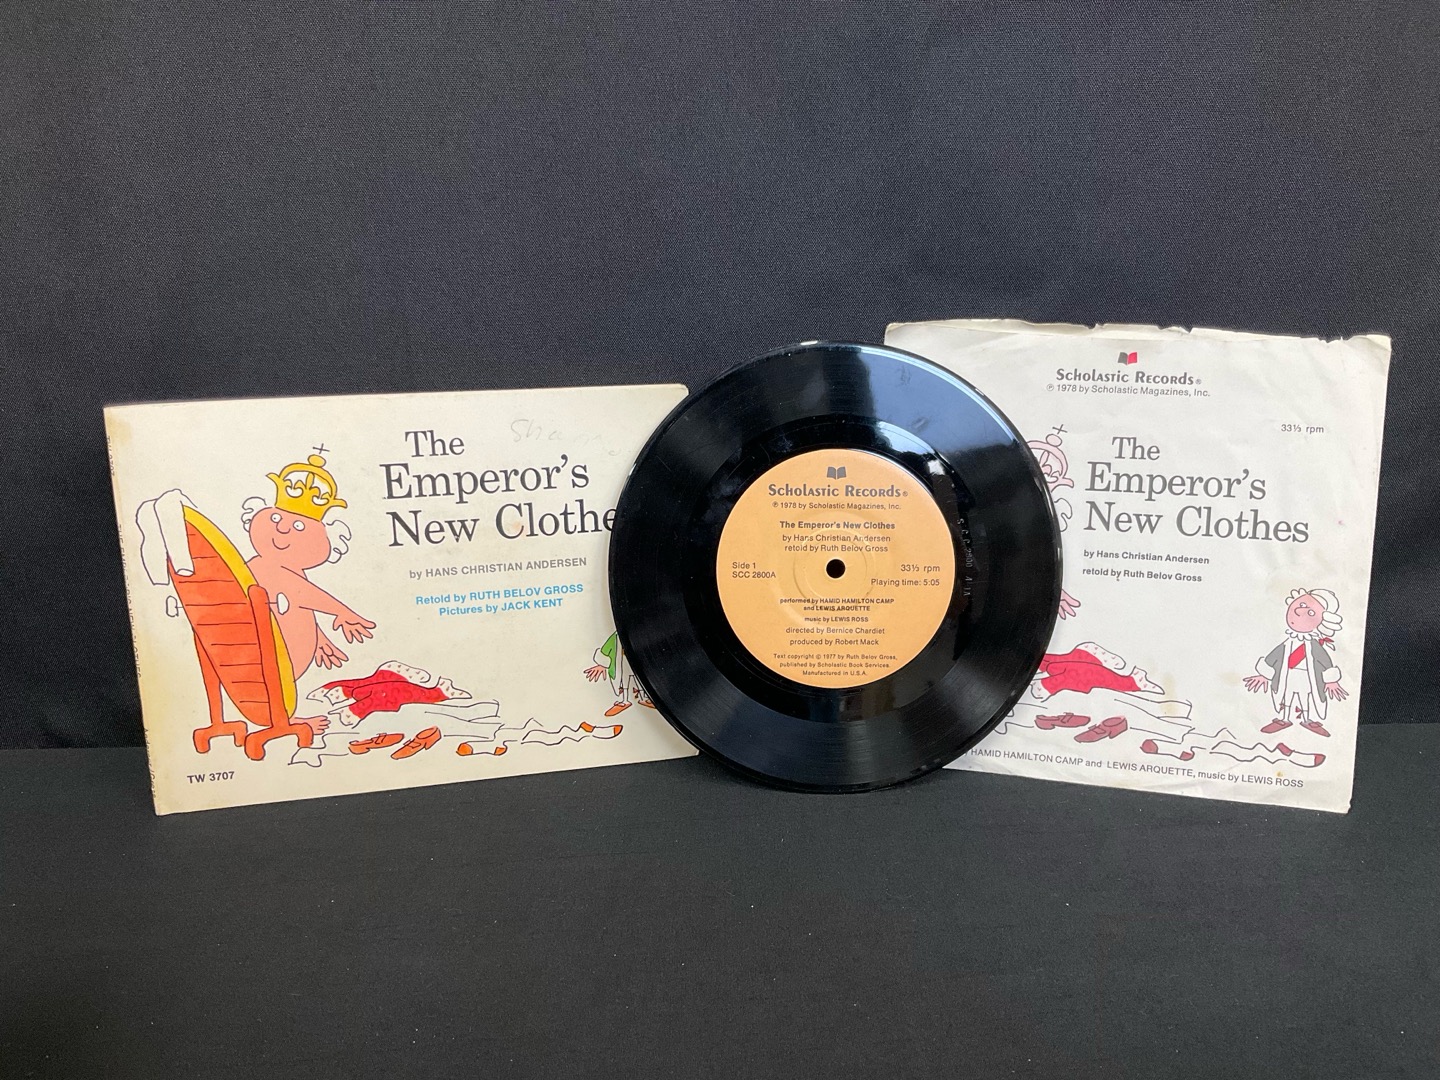 The
Emperor's
New Clothe
by HANS CHRISTIAN ANDERSEN
Retold by RUTH BELOV GROSS
Pictures by JACK KENT
TW 3707
Scholastic Records®
℗ 1978 by Scholastic Magazines, Inc.
The Emperor's New Clothes
by Hans Christian Andersen
retold by Ruth Belov Gross
Side 1
SCC 2800A
33⅓ rpm
Playing time: 5:05
performed by HAMID HAMILTON CAMP
and LEWIS ARQUETTE
music by LEWIS ROSS
directed by Bernice Chardiet
produced by Robert Mack
Text copyright © 1977 by Ruth Belov Gross,
published by Scholastic Book Services.
Manufactured in U.S.A.
Scholastic Records®
℗ 1978 by Scholastic Magazines, Inc.
33⅓ rpm
The
Emperor's
New Clothes
by Hans Christian Andersen
retold by Ruth Belov Gross
HAMID HAMILTON CAMP and LEWIS ARQUETTE, music by LEWIS ROSS